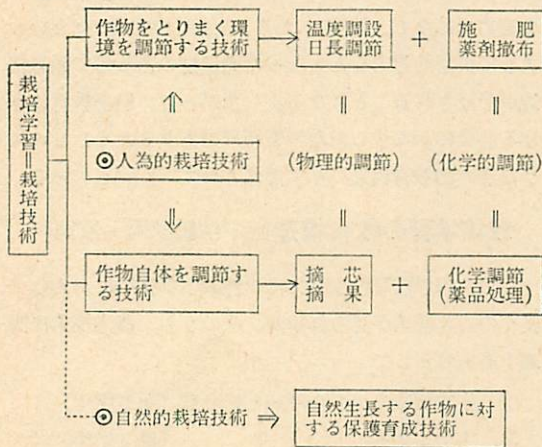 作物をとりまく環
境を調節する技術
温度調設
日長調節
+
施 肥
薬剤撒布
栽培学習=栽培技術
◉人為的栽培技術
(物理的調節)
(化学的調節)
作物自体を調節す
る技術
摘 芯
摘 果
+
化学調節
(薬品処理)
◉自然的栽培技術
自然生長する作物に対
する保護育成技術